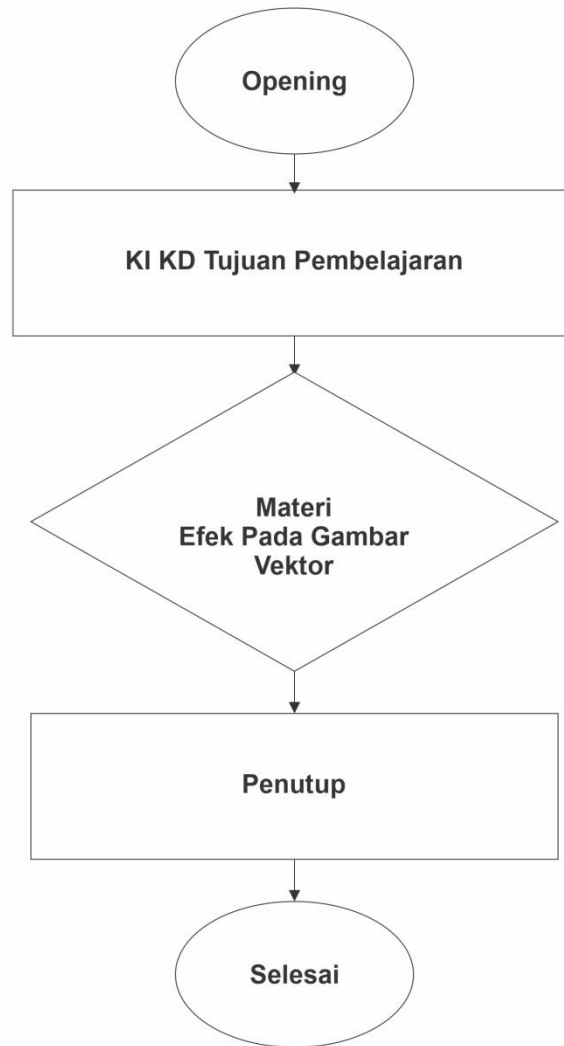 Opening
KI KD Tujuan Pembelajaran
Materi
Efek Pada Gambar
Vektor
Penutup
Selesai